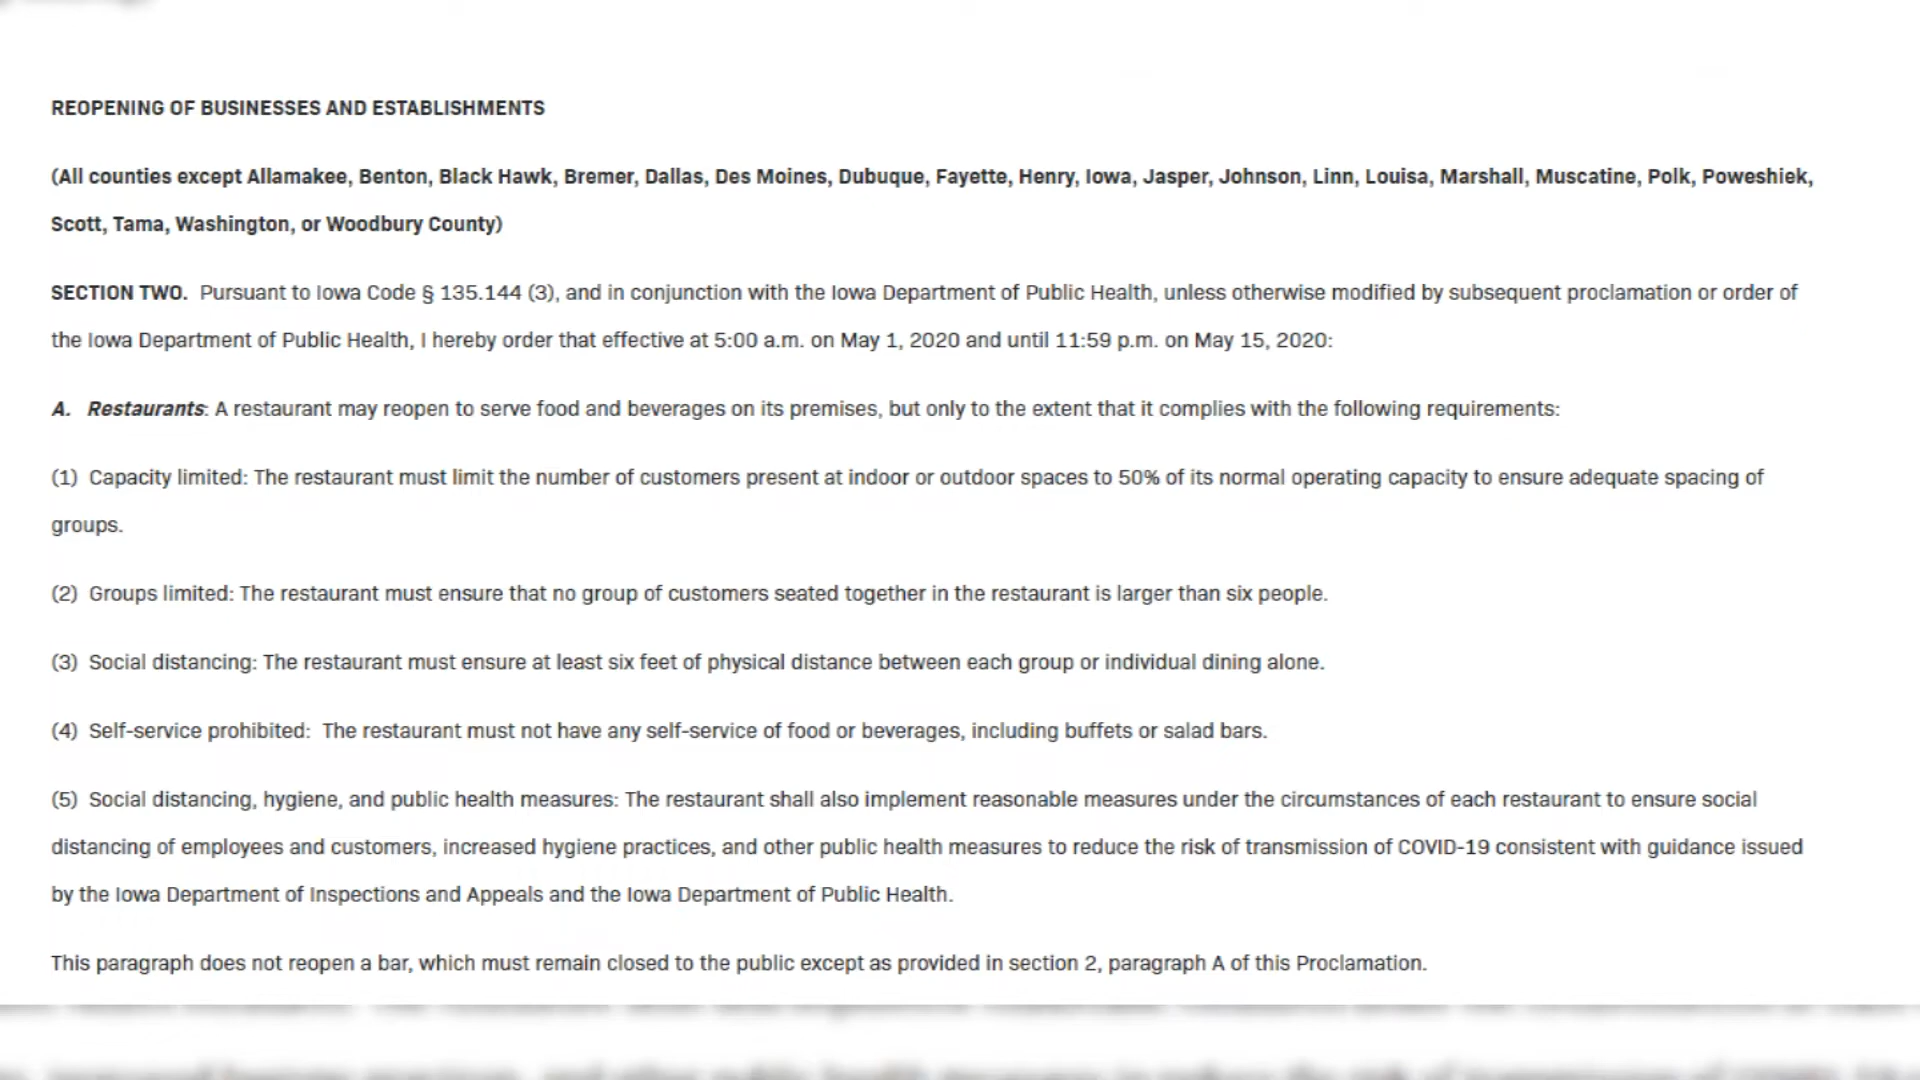 REOPENING OF BUSINESSES AND ESTABLISHMENTS
(All counties except Allamakee, Benton, Black Hawk, Bremer, Dallas, Des Moines, Dubuque, Fayette, Henry, Iowa, Jasper, Johnson, Linn, Louisa, Marshall, Muscatine, Polk, Poweshiek,
Scott, Tama, Washington, or Woodbury County)
SECTION TWO. Pursuant to Iowa Code § 135.144 (3), and in conjunction with the Iowa Department of Public Health, unless otherwise modified by subsequent proclamation or order of
the Iowa Department of Public Health, I hereby order that effective at 5:00 a.m. on May 1, 2020 and until 11:59 p.m. on May 15, 2020:
A. Restaurants: A restaurant may reopen to serve food and beverages on its premises, but only to the extent that it complies with the following requirements:
(1) Capacity limited: The restaurant must limit the number of customers present at indoor or outdoor spaces to 50% of its normal operating capacity to ensure adequate spacing of
groups.
(2) Groups limited: The restaurant must ensure that no group of customers seated together in the restaurant is larger than six people.
(3) Social distancing: The restaurant must ensure at least six feet of physical distance between each group or individual dining alone.
(4) Self-service prohibited: The restaurant must not have any self-service of food or beverages, including buffets or salad bars.
(5) Social distancing, hygiene, and public health measures: The restaurant shall also implement reasonable measures under the circumstances of each restaurant to ensure social
distancing of employees and customers, increased hygiene practices, and other public health measures to reduce the risk of transmission of COVID-19 consistent with guidance issued
by the Iowa Department of Inspections and Appeals and the Iowa Department of Public Health.
This paragraph does not reopen a bar, which must remain closed to the public except as provided in section 2, paragraph A of this Proclamation.